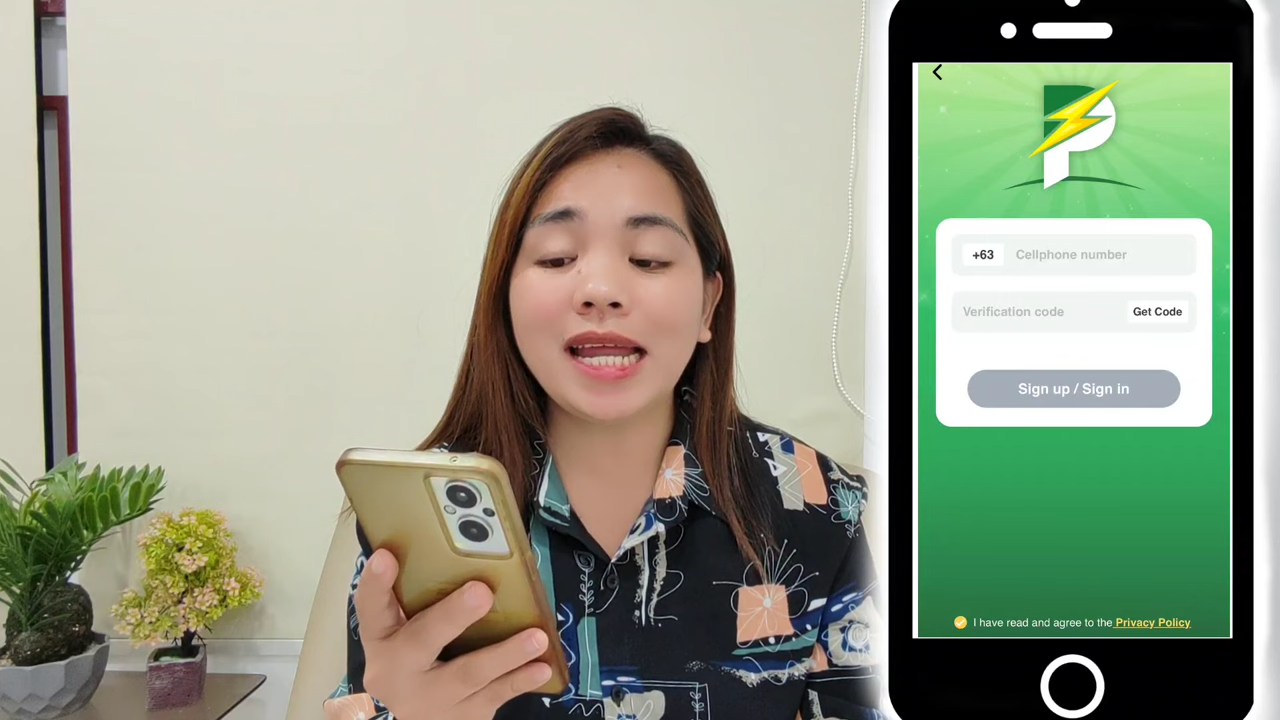 P
+63 Cellphone number
Verification code Get Code
Sign up / Sign in
I have read and agree to the Privacy Policy